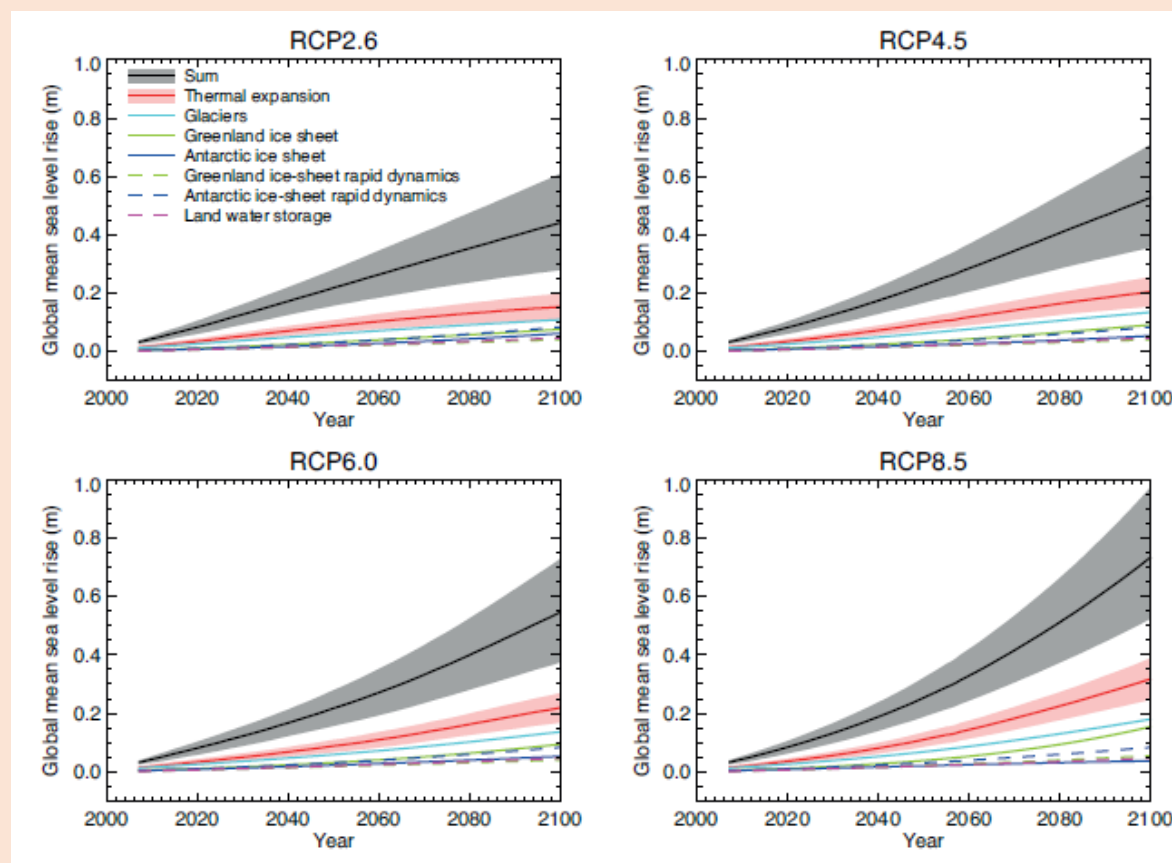 RCP2.6
Global mean sea level rise (m)
1.0
0.8
0.6
0.4
0.2
0.0
Sum
Thermal expansion
Glaciers
Greenland ice sheet
Antarctic ice sheet
Greenland ice-sheet rapid dynamics
Antarctic ice-sheet rapid dynamics
Land water storage
2000 2020 2040 2060 2080 2100
Year
RCP4.5
Global mean sea level rise (m)
1.0
0.8
0.6
0.4
0.2
0.0
2000 2020 2040 2060 2080 2100
Year
RCP6.0
Global mean sea level rise (m)
1.0
0.8
0.6
0.4
0.2
0.0
2000 2020 2040 2060 2080 2100
Year
RCP8.5
Global mean sea level rise (m)
1.0
0.8
0.6
0.4
0.2
0.0
2000 2020 2040 2060 2080 2100
Year